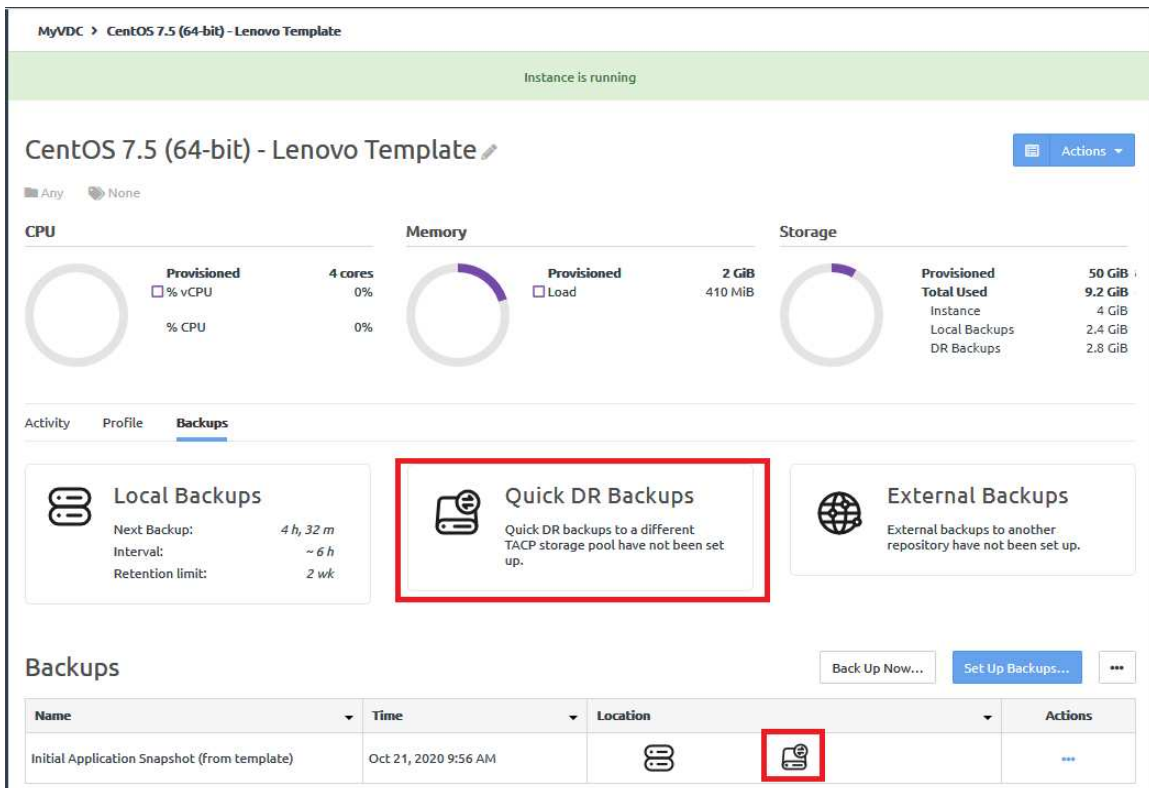 MyVDC > CentOS 7.5 (64-bit) - Lenovo Template
Instance is running
CentOS 7.5 (64-bit) - Lenovo Template
Actions
Any None
CPU
Provisioned 4 cores
% vCPU 0%
% CPU 0%
Memory
Provisioned 2 GiB
Load 410 MiB
Storage
Provisioned 50 GiB
Total Used 9.2 GiB
Instance 4 GiB
Local Backups 2.4 GiB
DR Backups 2.8 GiB
Activity Profile Backups
Local Backups
Next Backup: 4 h, 32 m
Interval: ~ 6 h
Retention limit: 2 wk
Quick DR Backups
Quick DR backups to a different
TACP storage pool have not been set
up.
External Backups
External backups to another
repository have not been set up.
Backups
Back Up Now... Set Up Backups... •••
Name Time Location Actions
Initial Application Snapshot (from template) Oct 21, 2020 9:56 AM •••